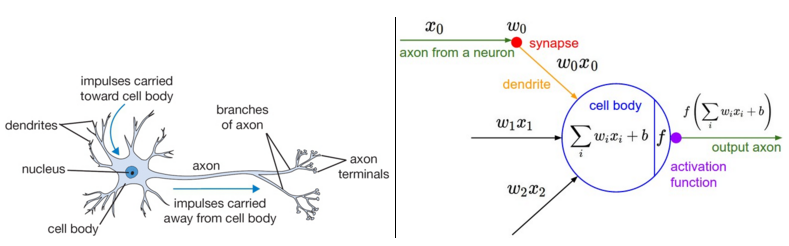 impulses carried
toward cell body
dendrites
nucleus
cell body
axon
branches
of axon
axon
terminals
impulses carried
away from cell body
x₀
w₀
axon from a neuron
synapse
w₀x₀
dendrite
cell body
w₁x₁
∑ᵢ wᵢxᵢ + b
f
f(∑ᵢ wᵢxᵢ + b)
output axon
activation
function
w₂x₂